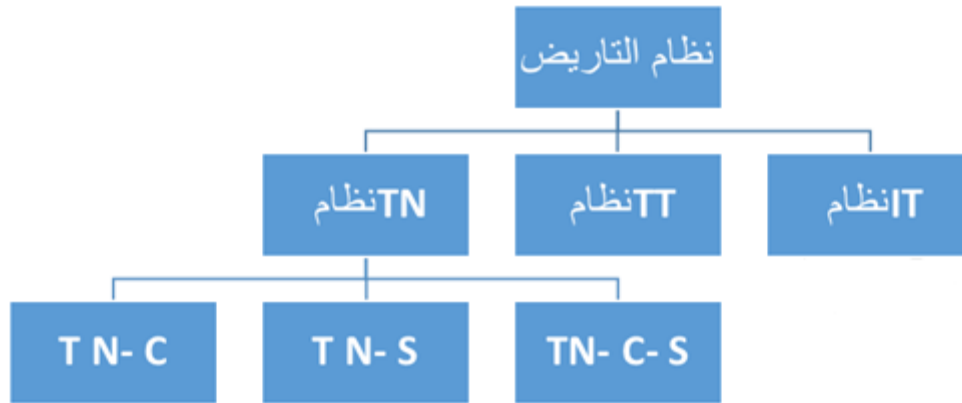 نظام التاريض
نظامTN
نظامTT
نظامIT
T N- C
T N- S
TN- C- S